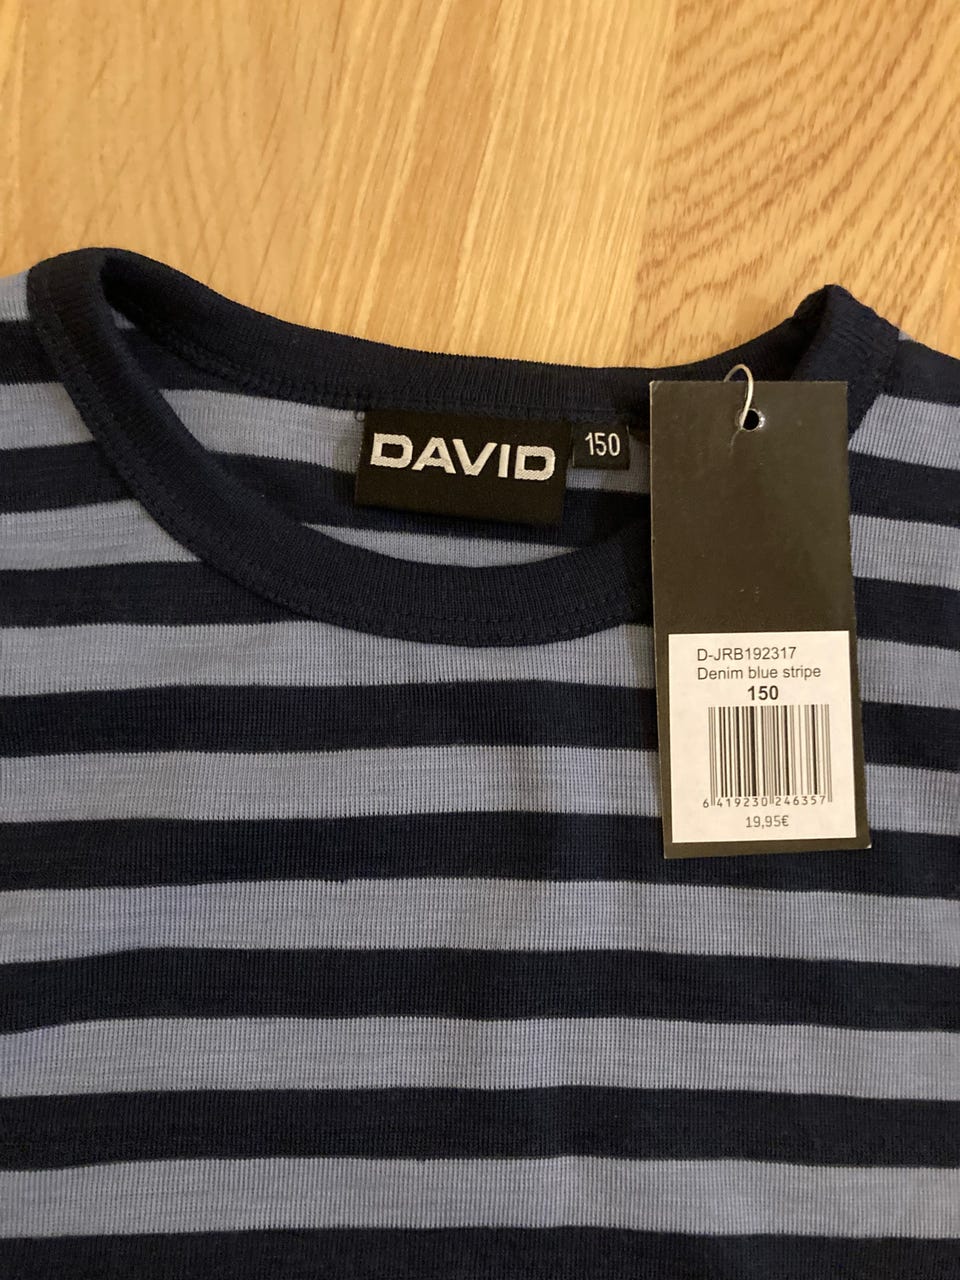 DAVID
150
D-JRB192317
Denim blue stripe
150
6 419230 246357
19,95€